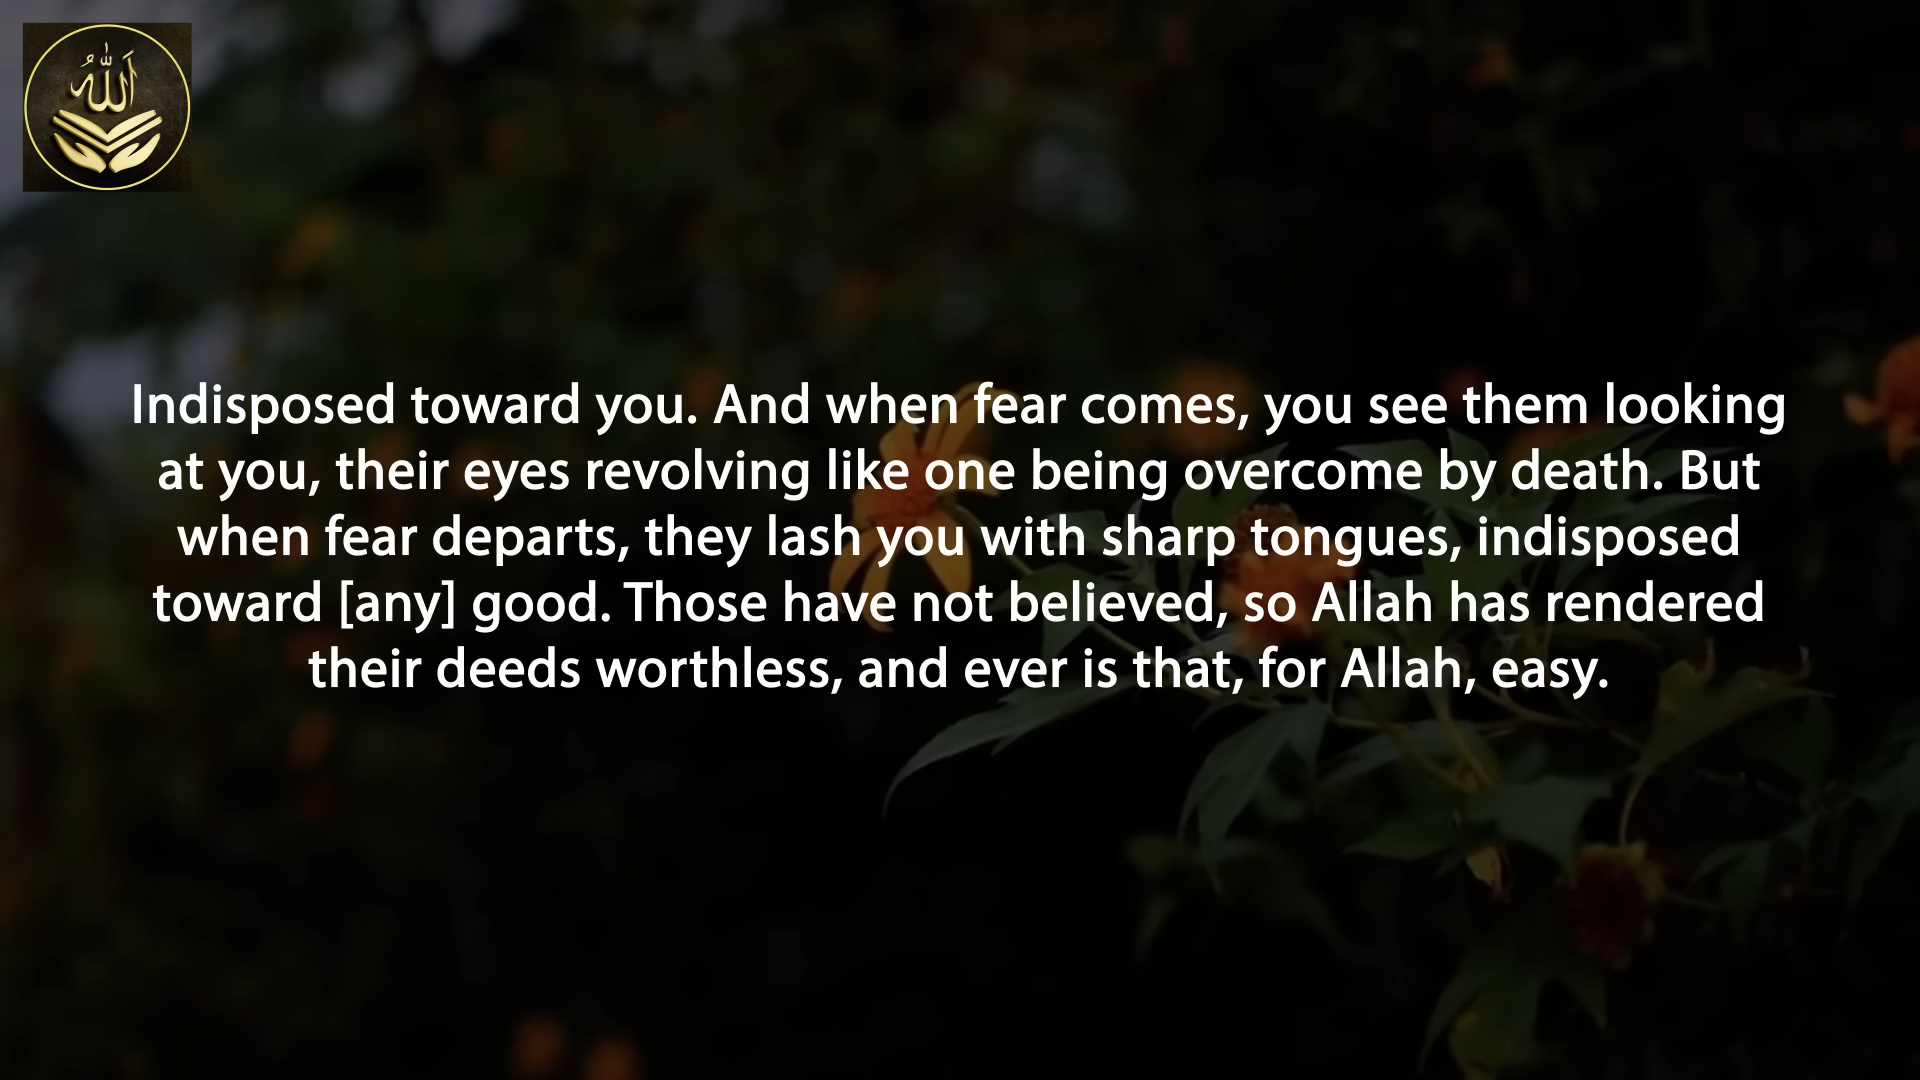 الله
Indisposed toward you. And when fear comes, you see them looking
at you, their eyes revolving like one being overcome by death. But
when fear departs, they lash you with sharp tongues, indisposed
toward [any] good. Those have not believed, so Allah has rendered
their deeds worthless, and ever is that, for Allah, easy.